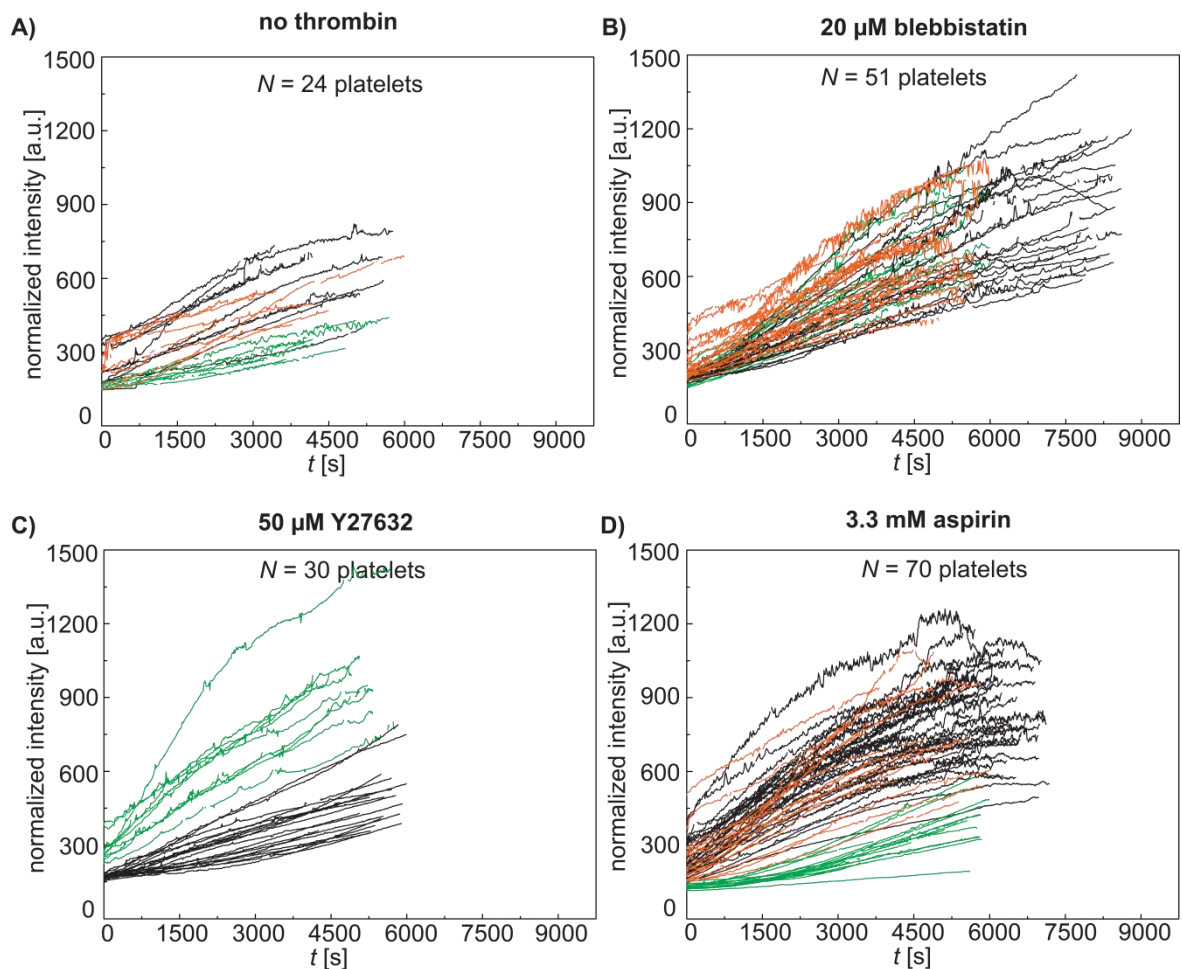 A)
no thrombin
N = 24 platelets
normalized intensity [a.u.]
1500
1200
900
600
300
0
0 1500 3000 4500 6000 7500 9000
t [s]
B)
20 µM blebbistatin
N = 51 platelets
normalized intensity [a.u.]
1500
1200
900
600
300
0
0 1500 3000 4500 6000 7500 9000
t [s]
C)
50 µM Y27632
N = 30 platelets
normalized intensity [a.u.]
1500
1200
900
600
300
0
0 1500 3000 4500 6000 7500 9000
t [s]
D)
3.3 mM aspirin
N = 70 platelets
normalized intensity [a.u.]
1500
1200
900
600
300
0
0 1500 3000 4500 6000 7500 9000
t [s]